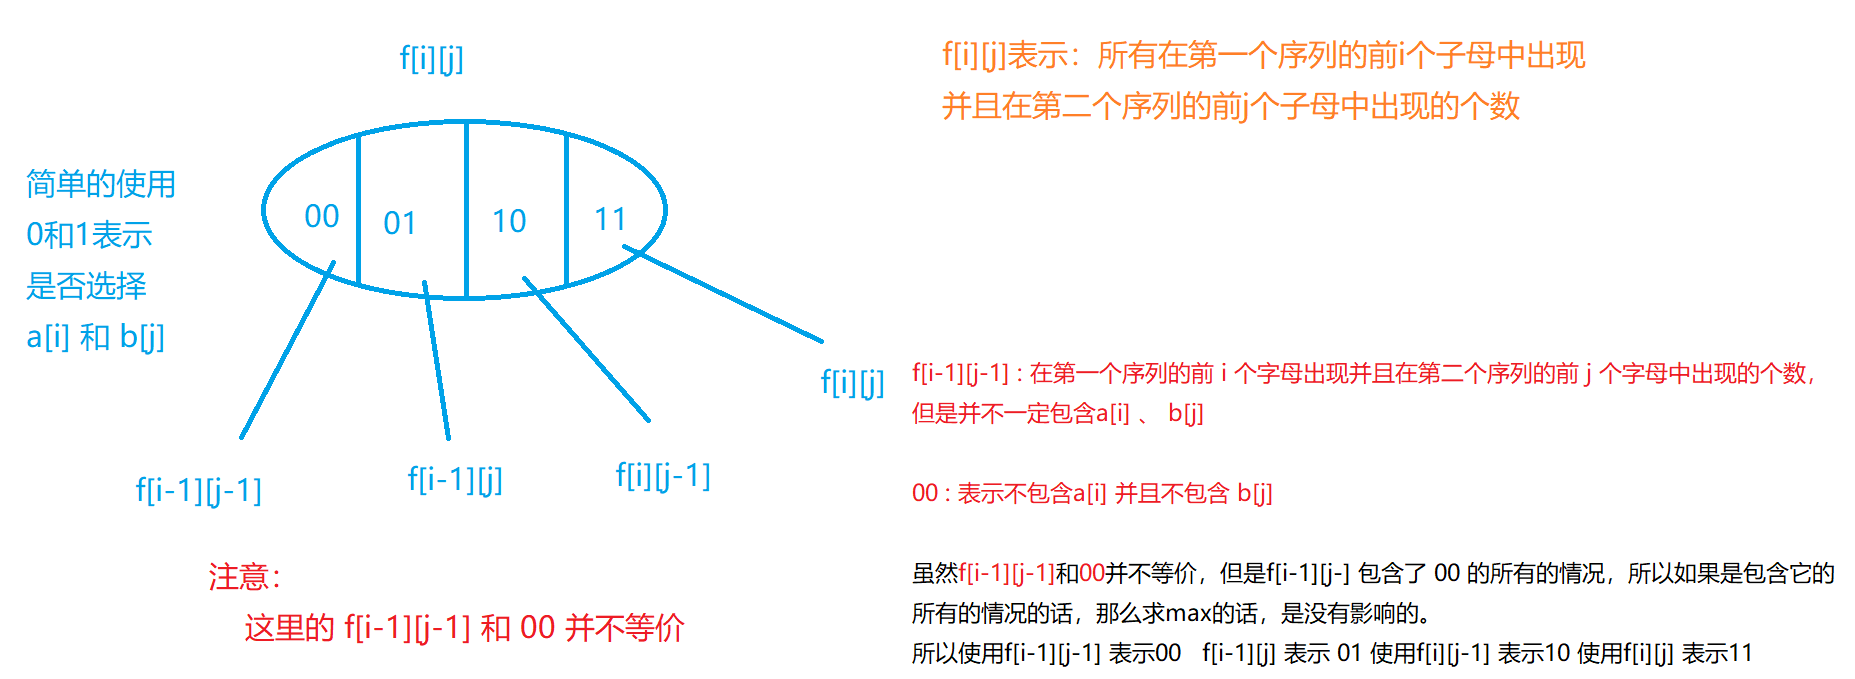 f[i][j]
f[i][j]表示：所有在第一个序列的前i个子母中出现
并且在第二个序列的前j个子母中出现的个数
简单的使用
0和1表示
是否选择
a[i] 和 b[j]
00
01
10
11
f[i-1][j-1]
f[i-1][j]
f[i][j-1]
f[i][j]
f[i-1][j-1] : 在第一个序列的前 i 个字母出现并且在第二个序列的前 j 个字母中出现的个数，
但是并不一定包含a[i] 、 b[j]
00 : 表示不包含a[i] 并且不包含 b[j]
注意：
这里的 f[i-1][j-1] 和 00 并不等价
虽然f[i-1][j-1]和00并不等价，但是f[i-1][j-] 包含了 00 的所有的情况，所以如果是包含它的
所有的情况的话，那么求max的话，是没有影响的。
所以使用f[i-1][j-1] 表示00 f[i-1][j] 表示 01 使用f[i][j-1] 表示10 使用f[i][j] 表示11